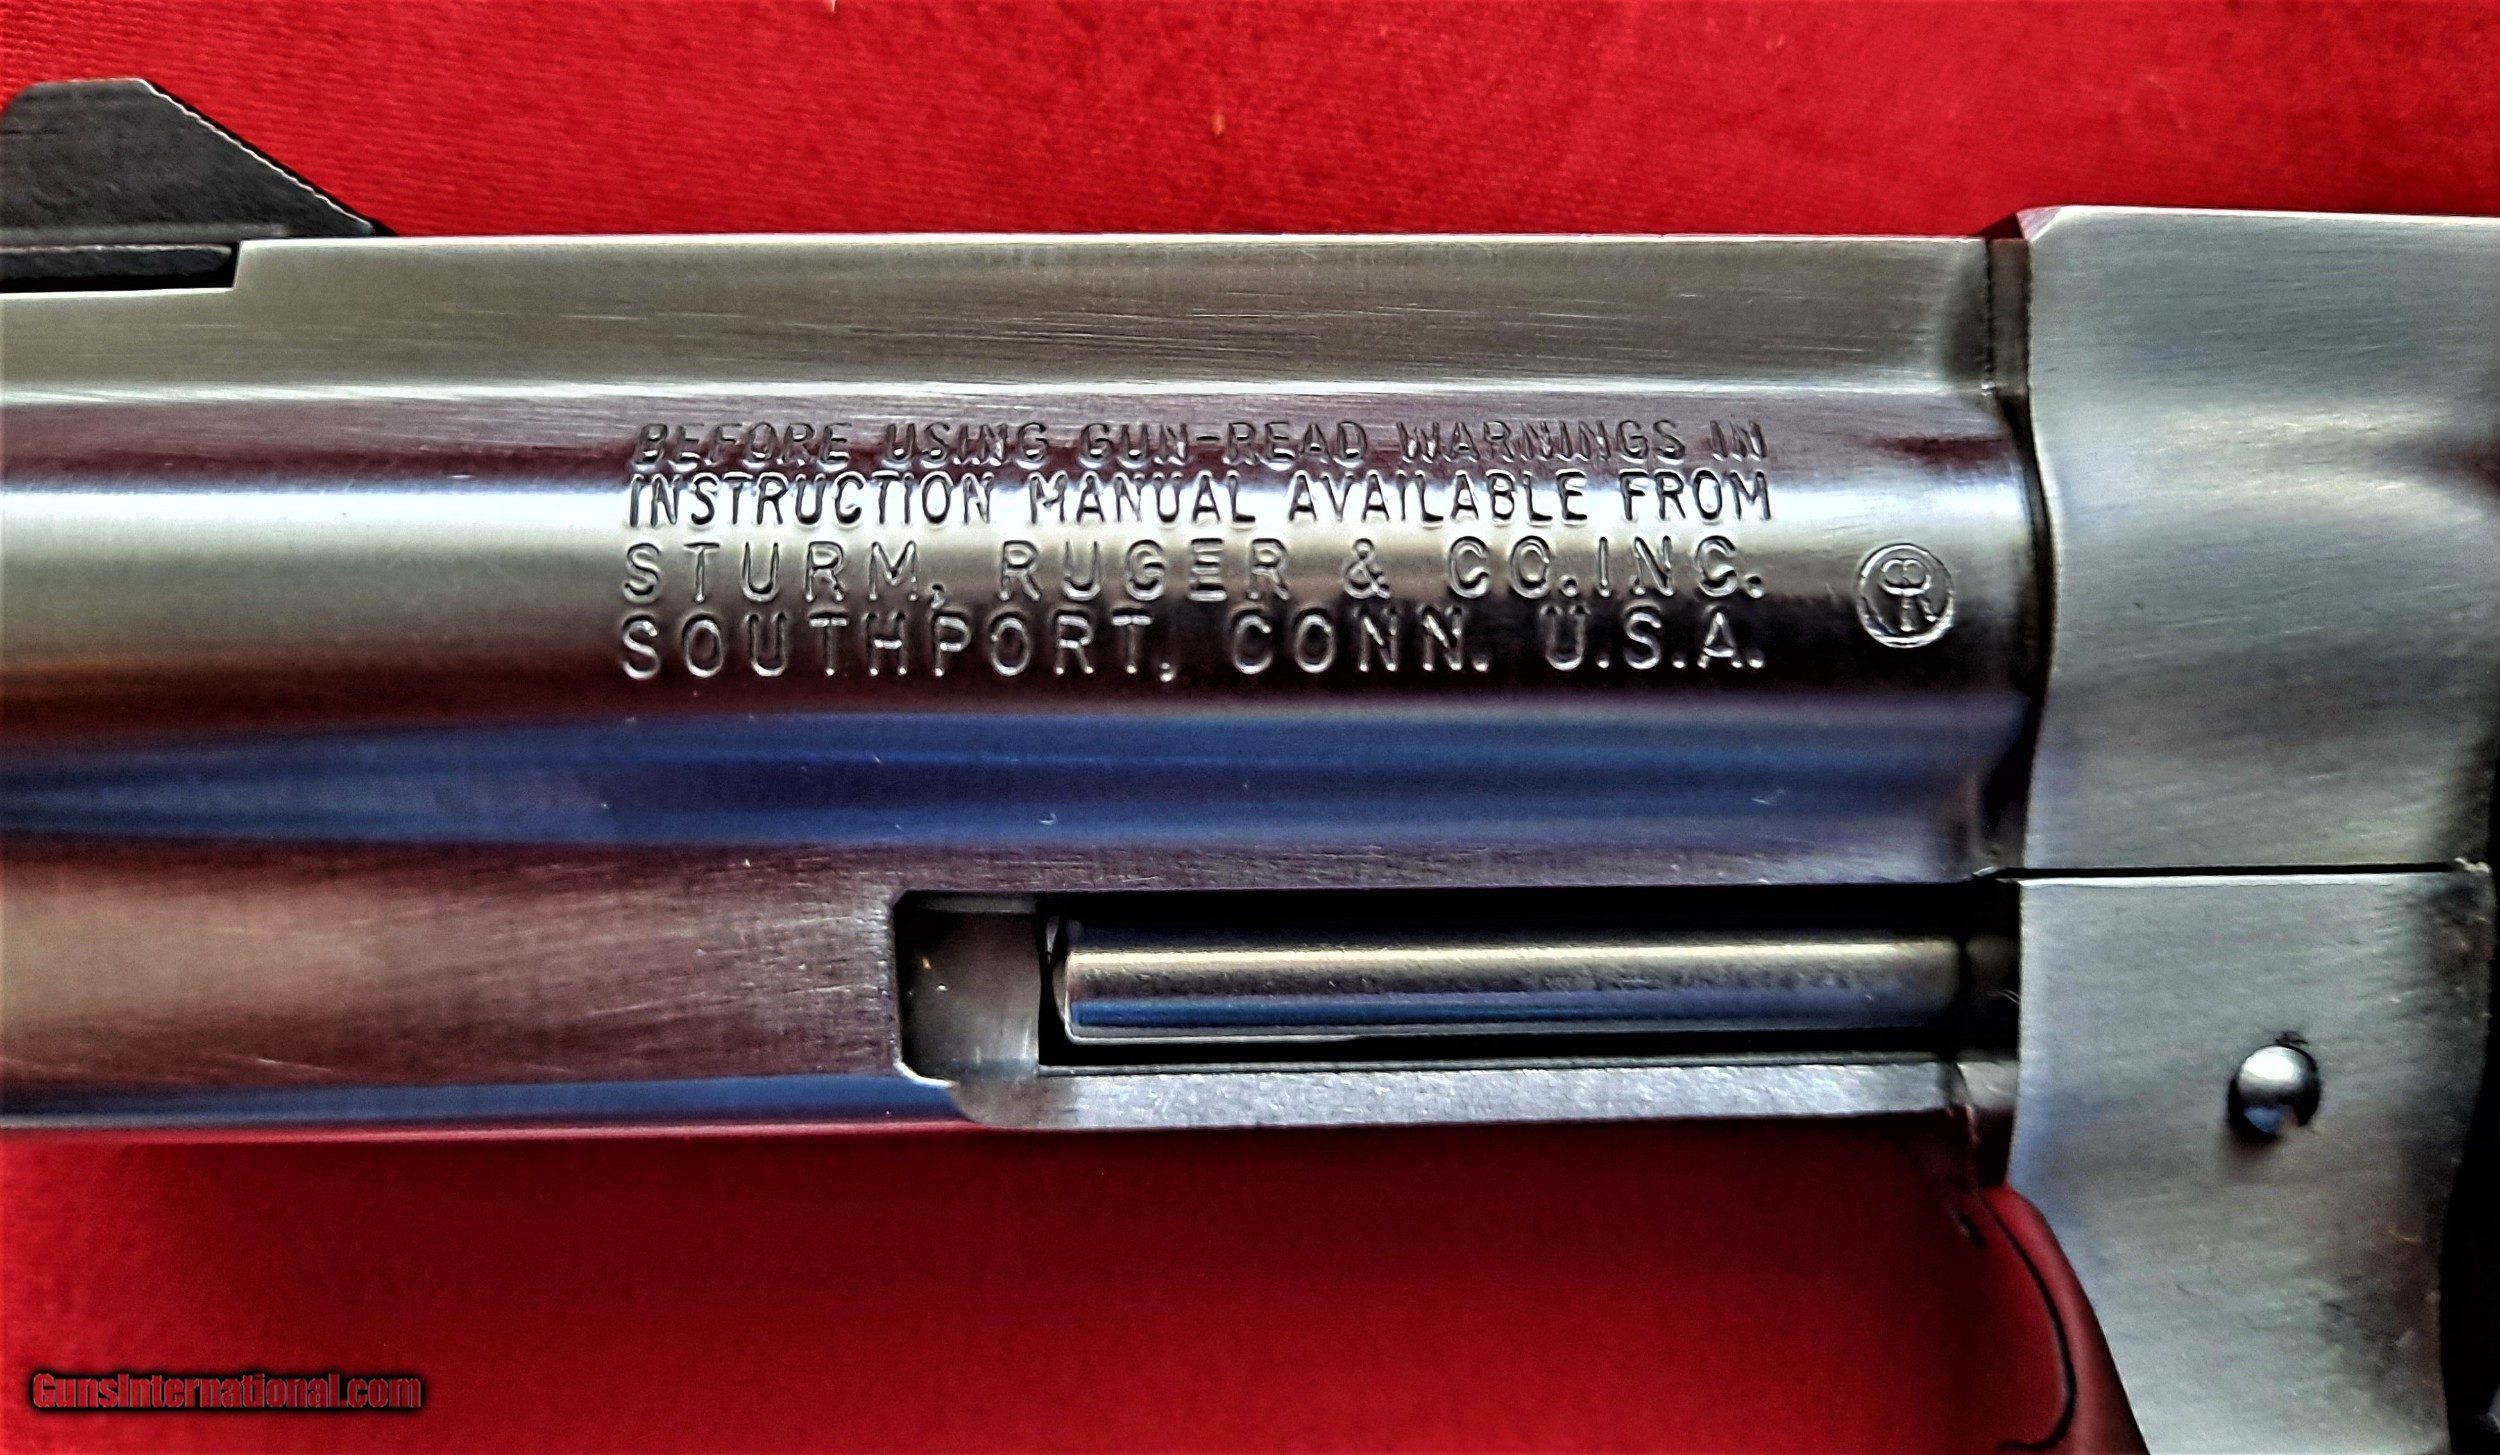 BEFORE USING GUN-READ WARNINGS IN
INSTRUCTION MANUAL AVAILABLE FROM
STURM, RUGER & CO.INC.
SOUTHPORT, CONN. U.S.A.
GunsInternational.com